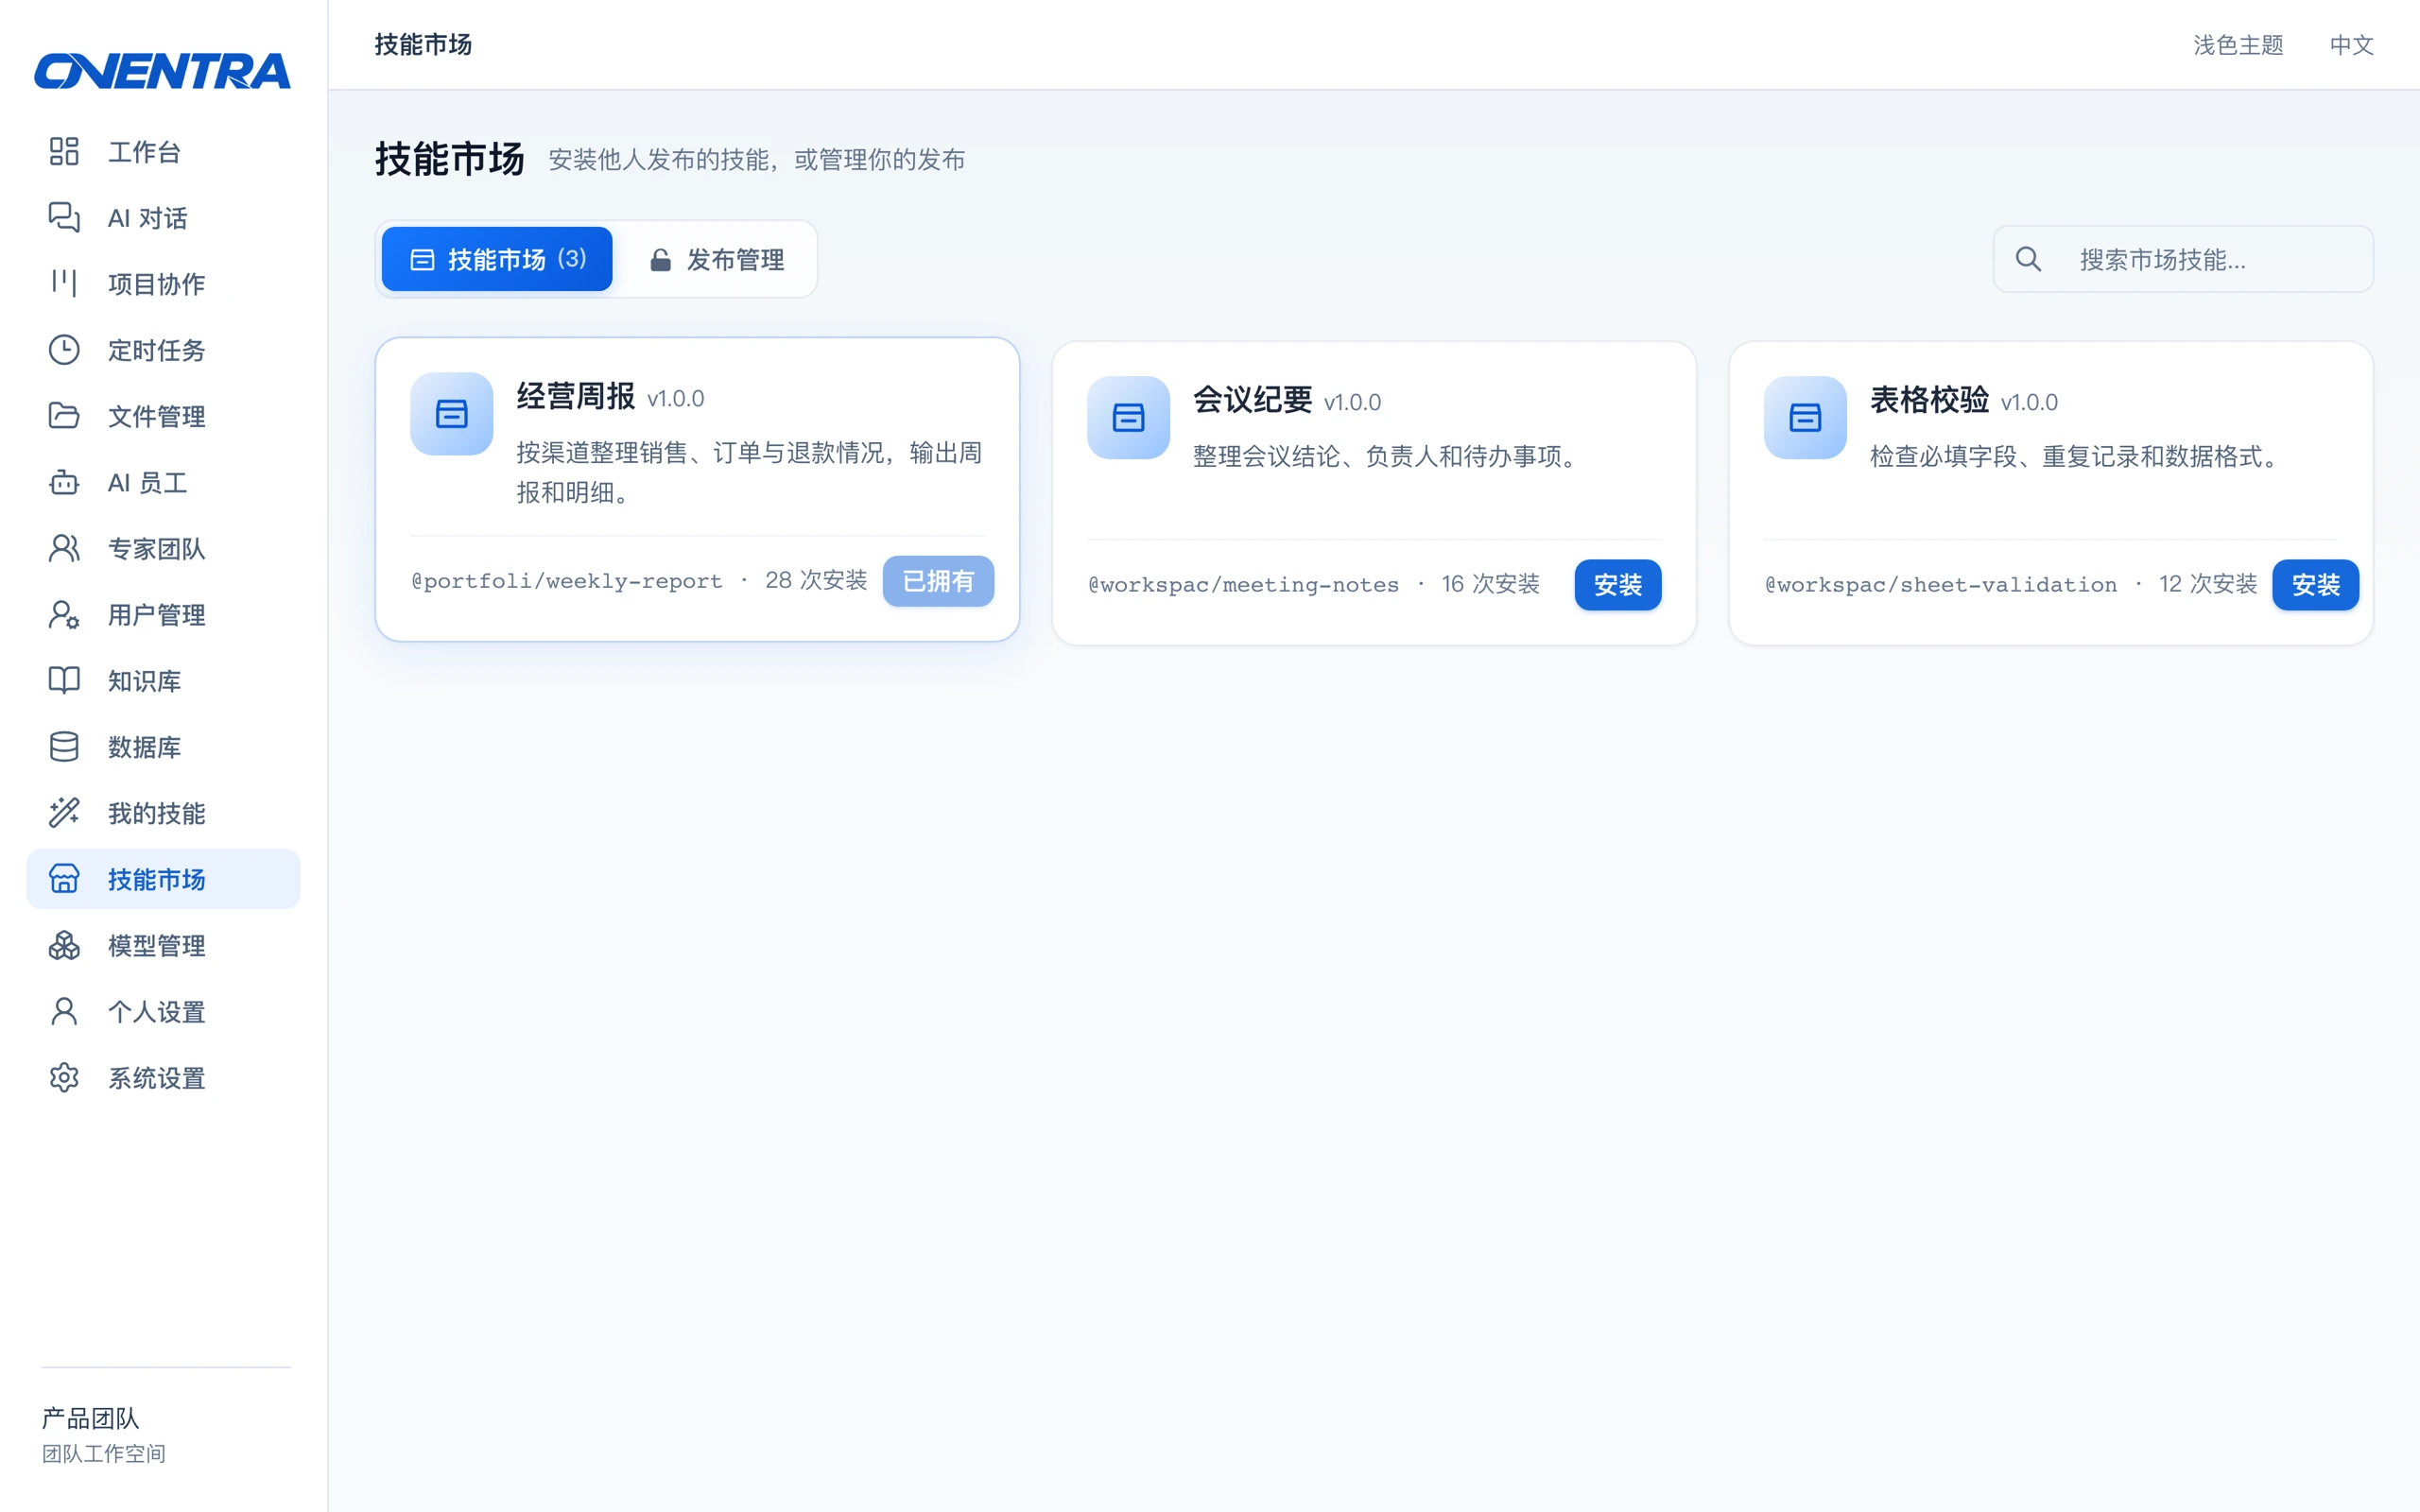 ONENTRA
工作台
AI 对话
项目协作
定时任务
文件管理
AI 员工
专家团队
用户管理
知识库
数据库
我的技能
技能市场
模型管理
个人设置
系统设置
产品团队
团队工作空间
技能市场
浅色主题
中文
技能市场 安装他人发布的技能，或管理你的发布
技能市场 (3)
发布管理
搜索市场技能...
经营周报 v1.0.0
按渠道整理销售、订单与退款情况，输出周
报和明细。
@portfoli/weekly-report · 28 次安装 已拥有
会议纪要 v1.0.0
整理会议结论、负责人和待办事项。
@workspac/meeting-notes · 16 次安装 安装
表格校验 v1.0.0
检查必填字段、重复记录和数据格式。
@workspac/sheet-validation · 12 次安装 安装